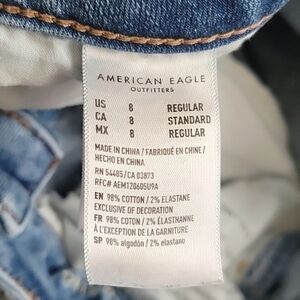 AMERICAN EAGLE
OUTFITTERS
US 8 REGULAR
CA 8 STANDARD
MX 8 REGULAR
MADE IN CHINA / FABRIQUÉ EN CHINE /
HECHO EN CHINA
RN 54485/CA 03873
RFC# AEM120605U9A
EN 98% COTTON / 2% ELASTANE
EXCLUSIVE OF DECORATION
FR 98% COTON / 2% ÉLASTHANNE
À L'EXCEPTION DE LA GARNITURE
SP 98% algodón / 2% elastano